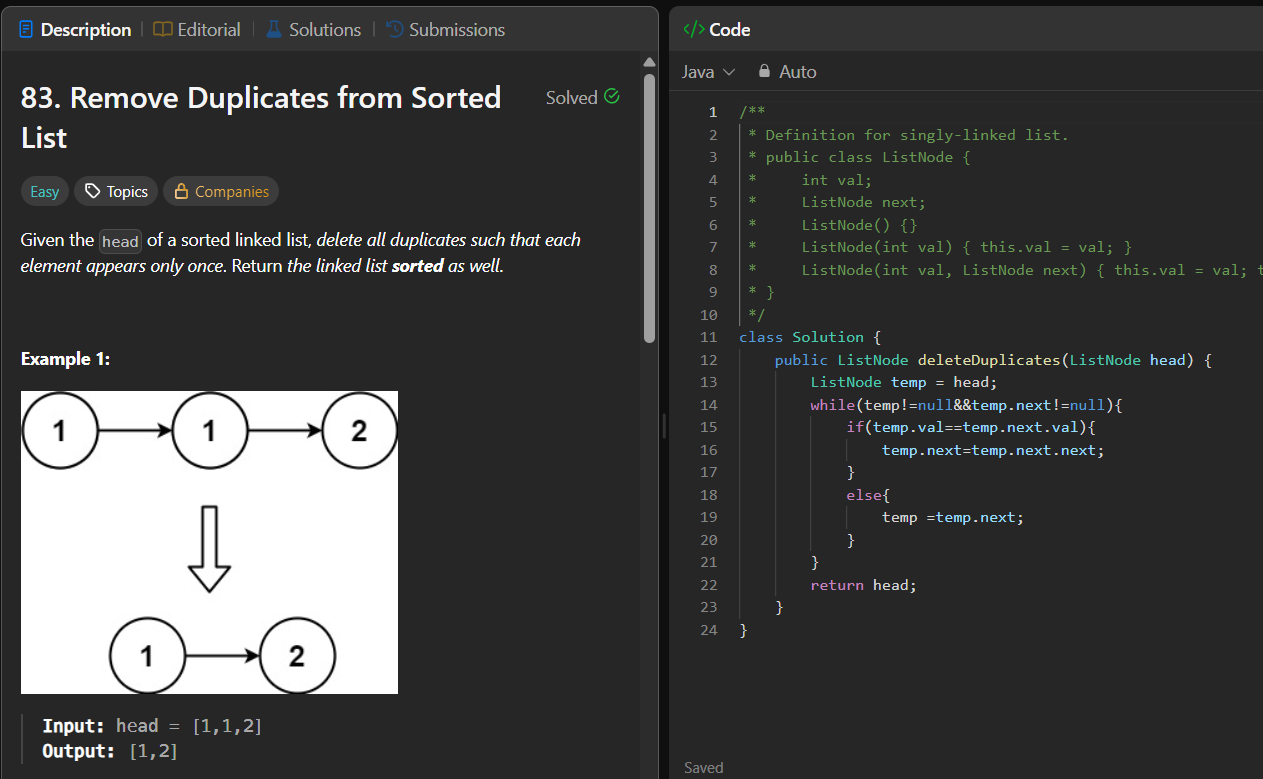 Description | Editorial | Solutions | Submissions
83. Remove Duplicates from Sorted
List
Solved
Easy
Topics
Companies
Given the head of a sorted linked list, delete all duplicates such that each
element appears only once. Return the linked list sorted as well.
Example 1:
1 1 2
1 2
Input: head = [1,1,2]
Output: [1,2]
</> Code
Java Auto
1 /**
2 * Definition for singly-linked list.
3 * public class ListNode {
4 *     int val;
5 *     ListNode next;
6 *     ListNode() {}
7 *     ListNode(int val) { this.val = val; }
8 *     ListNode(int val, ListNode next) { this.val = val; t
9 * }
10 */
11 class Solution {
12     public ListNode deleteDuplicates(ListNode head) {
13         ListNode temp = head;
14         while(temp!=null&&temp.next!=null){
15             if(temp.val==temp.next.val){
16                 temp.next=temp.next.next;
17             }
18             else{
19                 temp =temp.next;
20             }
21         }
22         return head;
23     }
24 }
Saved